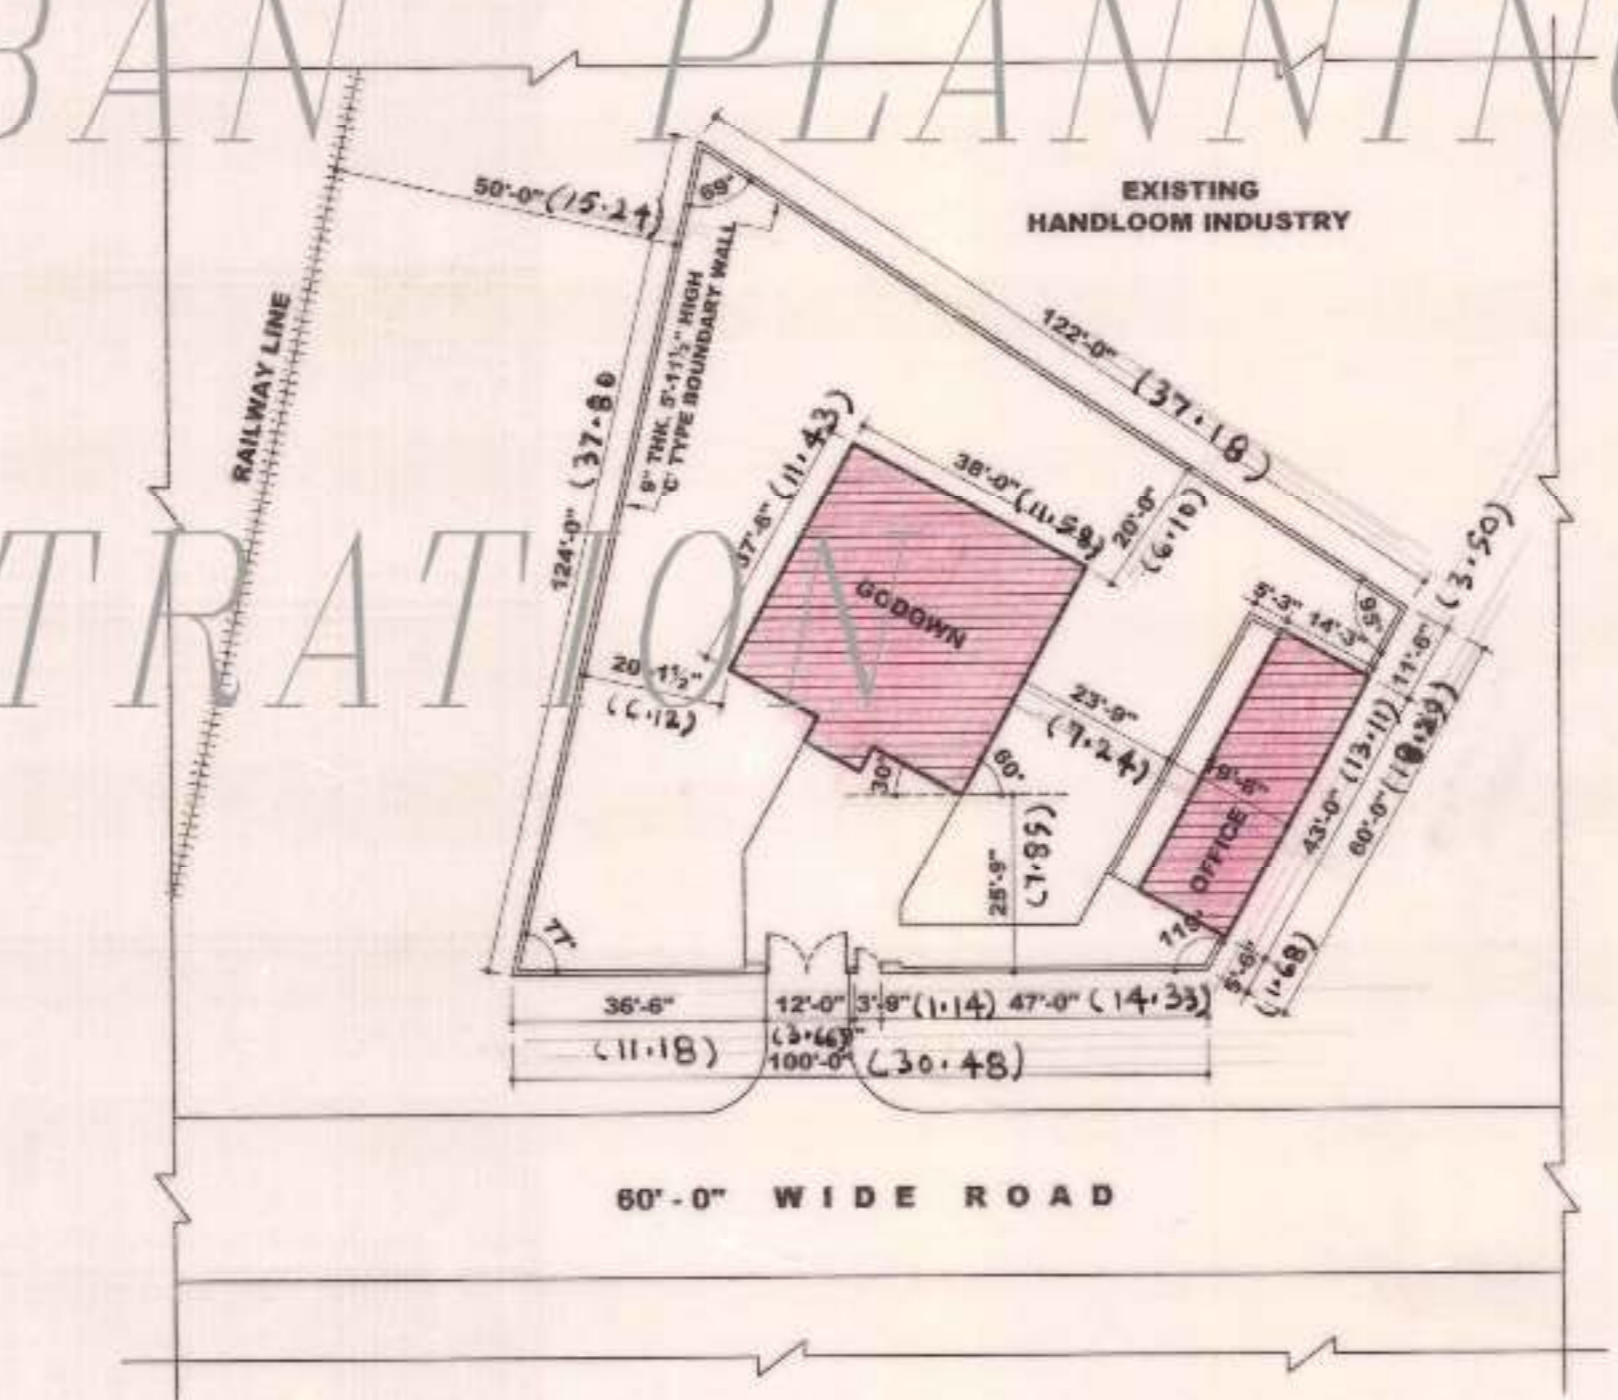 BAN PLANNING
EXISTING
HANDLOOM INDUSTRY
69°
50'-0" (15.24)
RAILWAY LINE
9" THK, 5'-11½" HIGH
'C' TYPE BOUNDARY WALL
122'-0" (37.18)
124'-0" (37.80
37'-6" (11.43)
38'-0" (11.58)
20'-0"
(6.10)
(3.50)
TRATION
GODOWN
95°
5'-3" 14'-3"
11'-6"
20'-1½"
(6.12)
23'-9"
(7.24)
43'-0" (13.11)
60'-0"
30°
60°
OFFICE
25'-9"
(7.85)
77°
5'-6"
(1.68)
36'-6" 12'-0" 3'-9" (1.14) 47'-0" (14.33)
(11.18)
100'-0" (30.48)
60'-0" WIDE ROAD